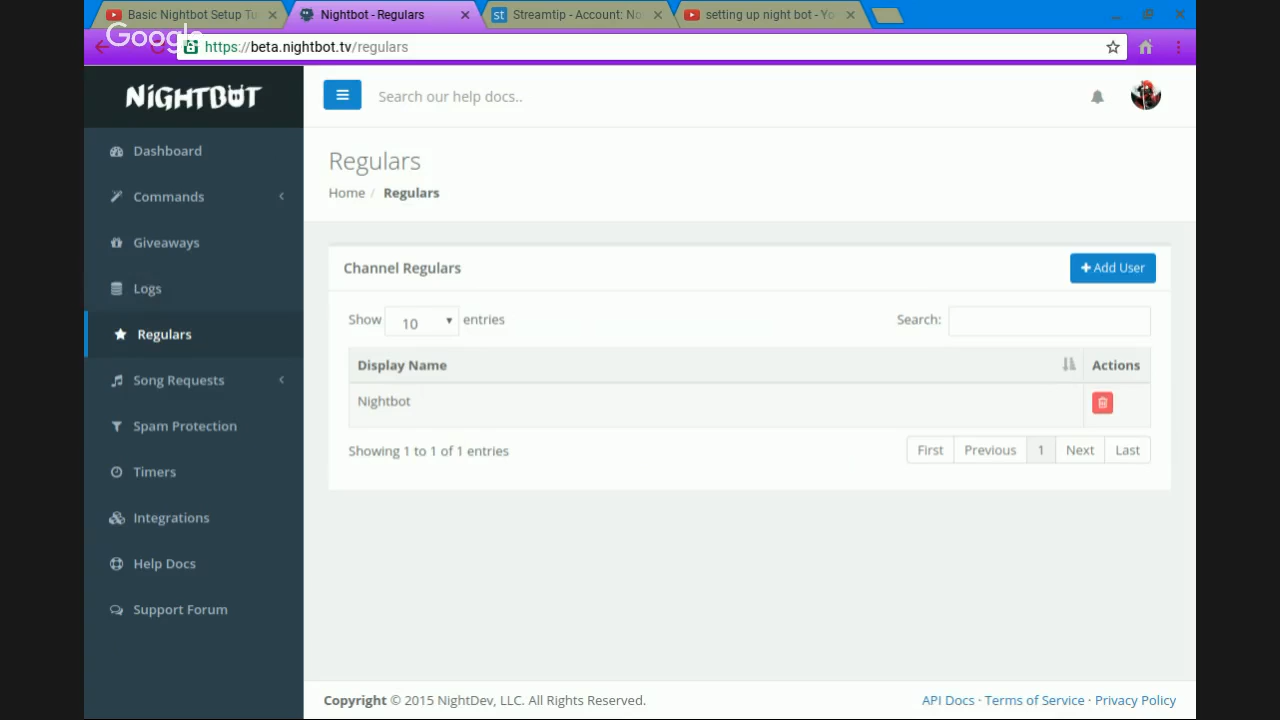 Basic Nightbot Setup Tu
Nightbot - Regulars
Streamtip - Account: No
setting up night bot - Yo
Google
https://beta.nightbot.tv/regulars
NIGHTBOT
Search our help docs..
Dashboard
Commands
Giveaways
Logs
Regulars
Song Requests
Spam Protection
Timers
Integrations
Help Docs
Support Forum
Regulars
Home / Regulars
Channel Regulars
+ Add User
Show 10 entries
Search:
Display Name
Actions
Nightbot
Showing 1 to 1 of 1 entries
First Previous 1 Next Last
Copyright © 2015 NightDev, LLC. All Rights Reserved.
API Docs · Terms of Service · Privacy Policy